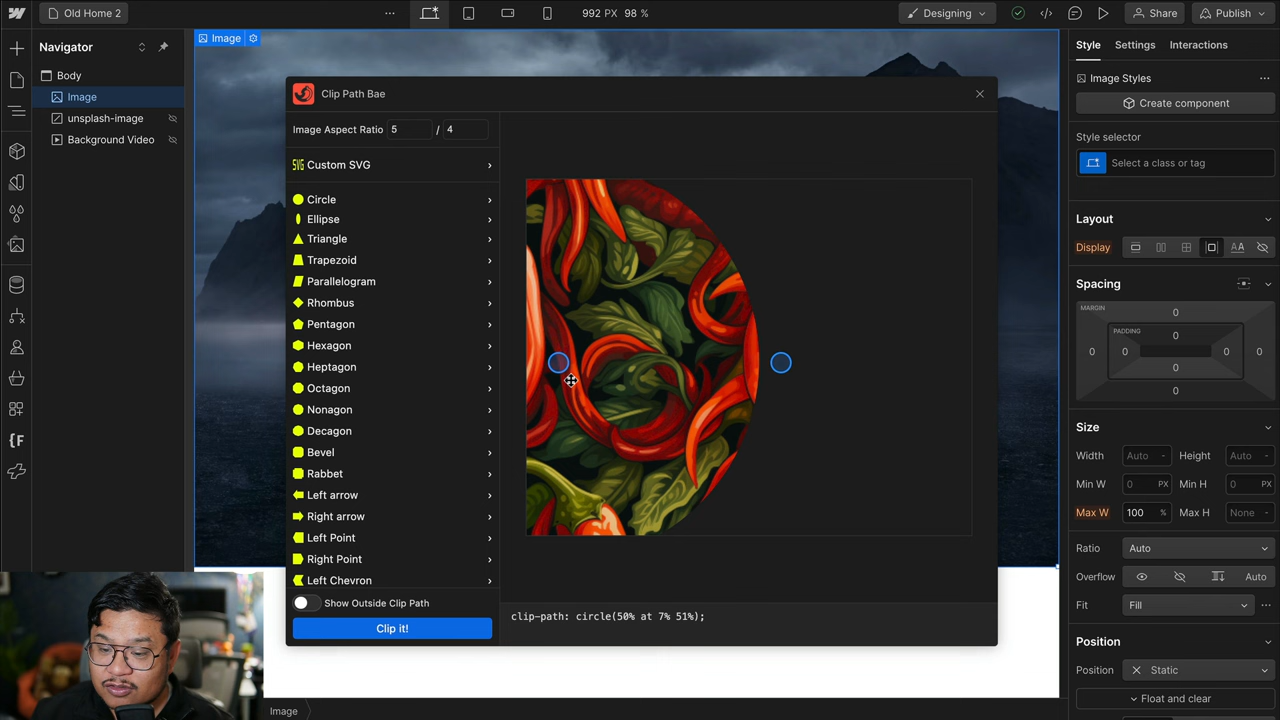 Old Home 2
992 PX 98 %
Designing
Share
Publish
Navigator
Body
Image
unsplash-image
Background Video
Image
Clip Path Bae
Image Aspect Ratio 5 / 4
SVG Custom SVG
Circle
Ellipse
Triangle
Trapezoid
Parallelogram
Rhombus
Pentagon
Hexagon
Heptagon
Octagon
Nonagon
Decagon
Bevel
Rabbet
Left arrow
Right arrow
Left Point
Right Point
Left Chevron
Show Outside Clip Path
Clip it!
clip-path: circle(50% at 7% 51%);
Image
Style Settings Interactions
Image Styles
Create component
Style selector
Select a class or tag
Layout
Display
Spacing
MARGIN
0
PADDING
0
0 0 0 0
0
0
Size
Width Auto - Height Auto -
Min W 0 PX Min H 0 PX
Max W 100 % Max H None -
Ratio Auto
Overflow Auto
Fit Fill
Position
Position Static
Float and clear